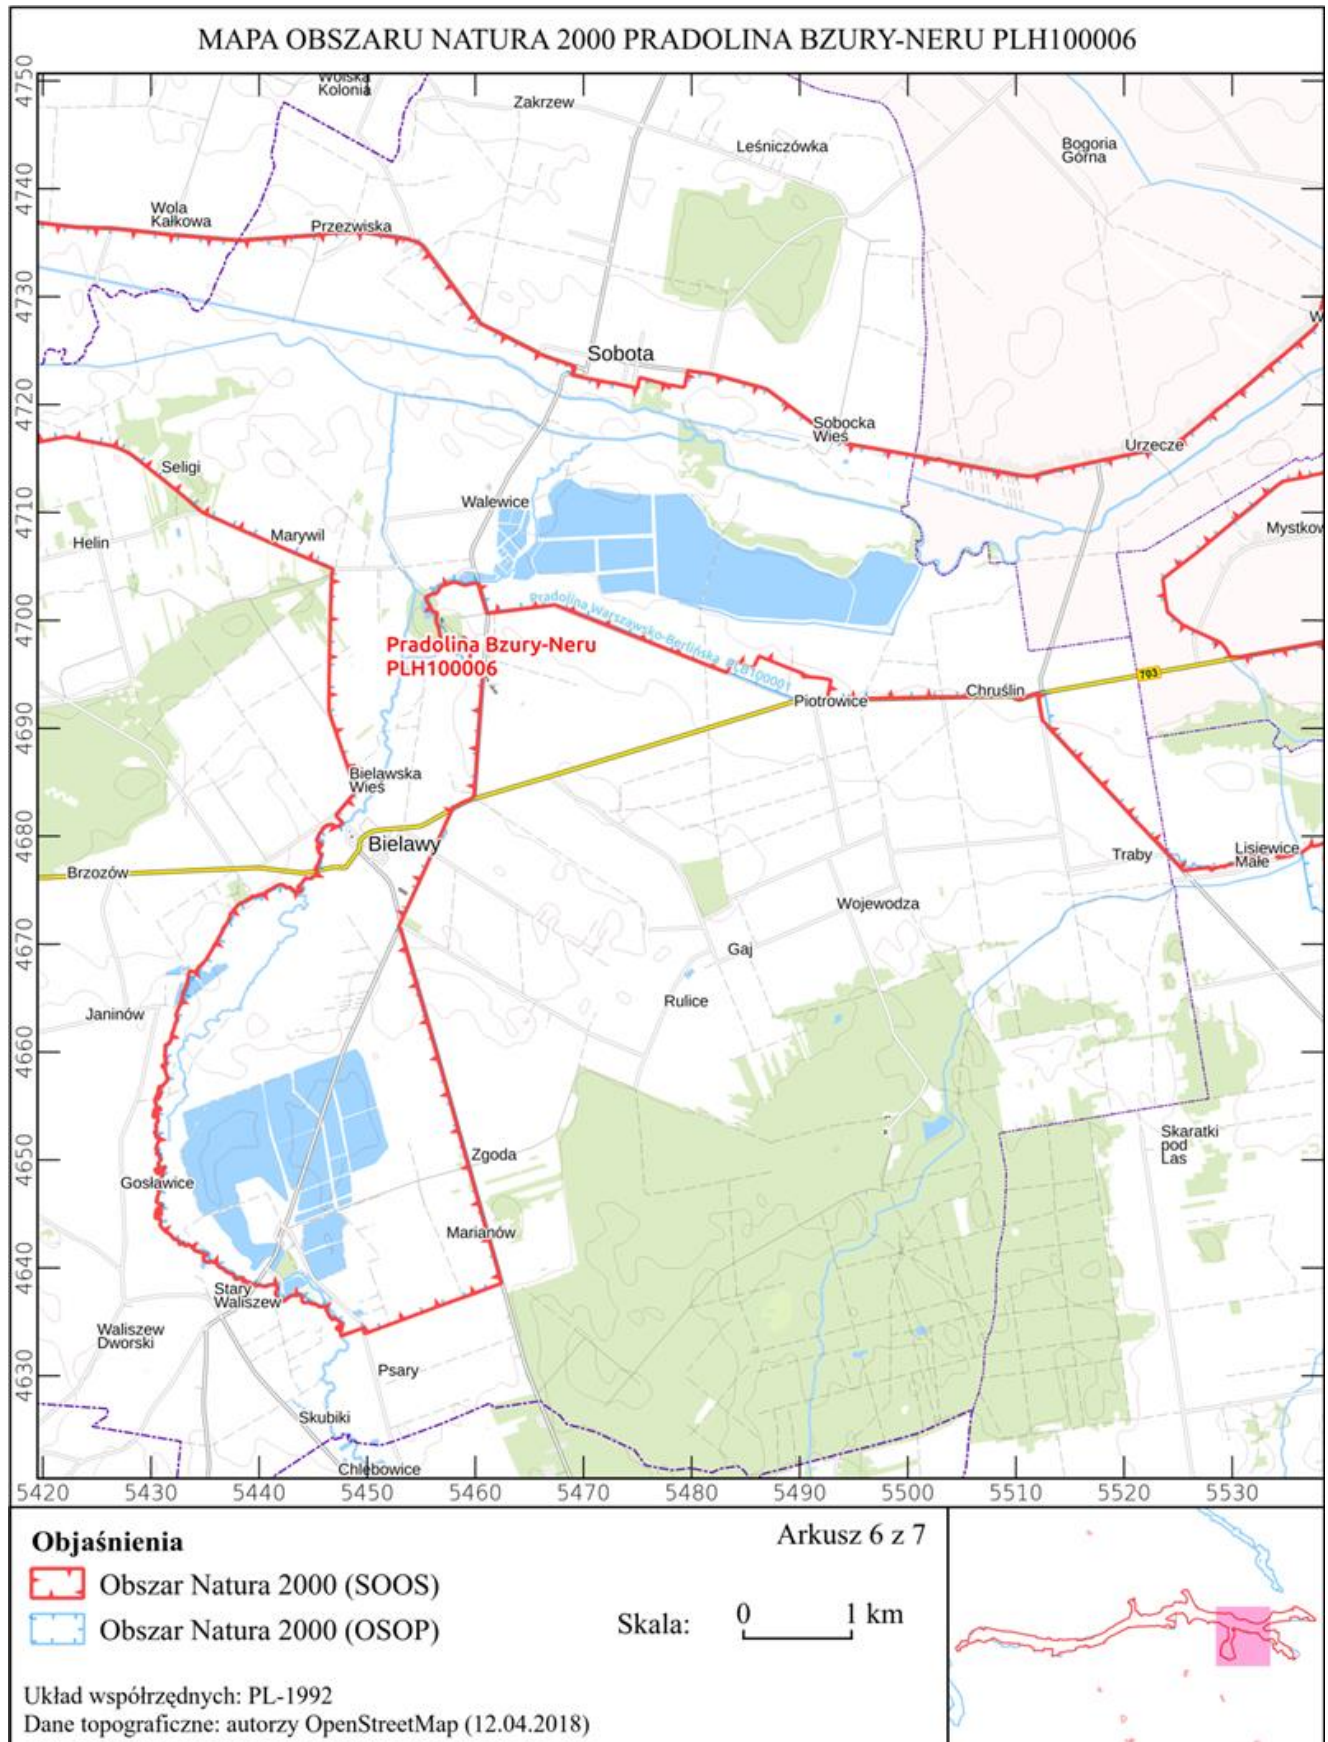 MAPA OBSZARU NATURA 2000 PRADOLINA BZURY-NERU PLH100006
4750
4740
4730
4720
4710
4700
4690
4680
4670
4660
4650
4640
4630
Wolska
Kolonia
Zakrzew
Leśniczówka
Bogoria
Górna
Wola
Kałkowa
Przezwiska
Sobota
Sobocka
Wieś
Urzecze
Seligi
Walewice
Helin
Marywil
Pradolina Warszawsko-Berlińska PLB100001
Pradolina Bzury-Neru
PLH100006
703
Chruślin
Piotrowice
Bielawska
Wieś
Bielawy
Brzozów
Traby
Lisiewice
Małe
Wojewodza
Gaj
Rulice
Janinów
Zgoda
Skaratki
pod
Las
Gosławice
Marianów
Stary
Waliszew
Waliszew
Dworski
Psary
Skubiki
Chlebowice
5420 5430 5440 5450 5460 5470 5480 5490 5500 5510 5520 5530
Objaśnienia
Arkusz 6 z 7
Obszar Natura 2000 (SOOS)
Obszar Natura 2000 (OSOP)
Skala: 0 1 km
Układ współrzędnych: PL-1992
Dane topograficzne: autorzy OpenStreetMap (12.04.2018)